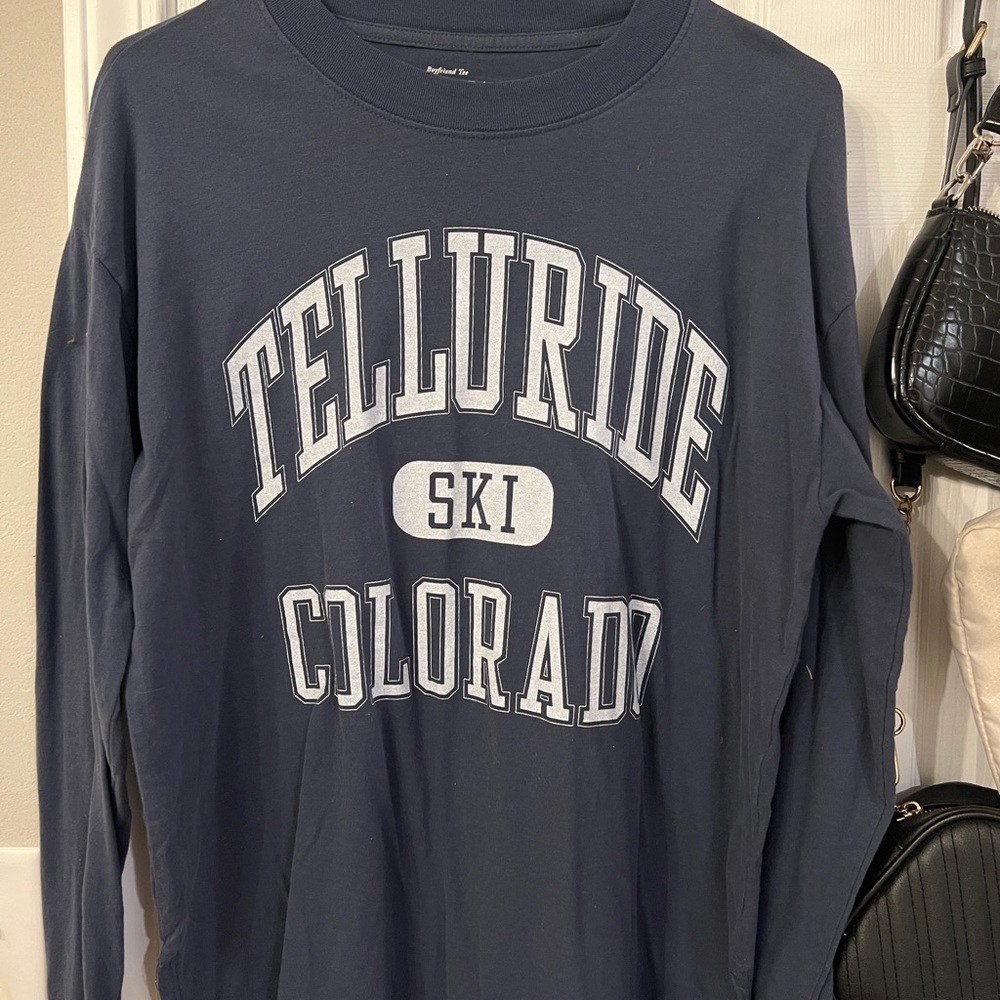 Boyfriend Tee
TELLURIDE
SKI
COLORADO